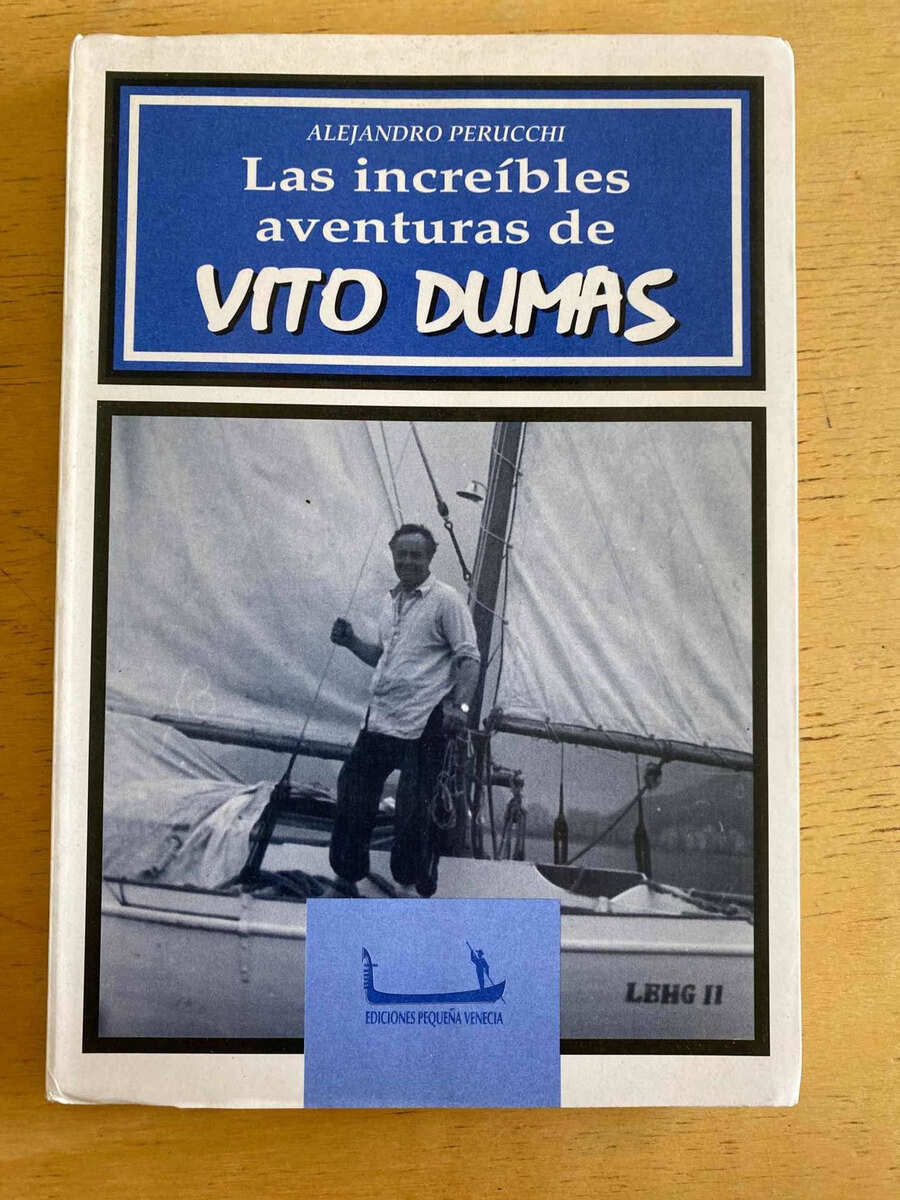 ALEJANDRO PERUCCHI
Las increíbles
aventuras de
VITO DUMAS
LEHG II
EDICIONES PEQUEÑA VENECIA